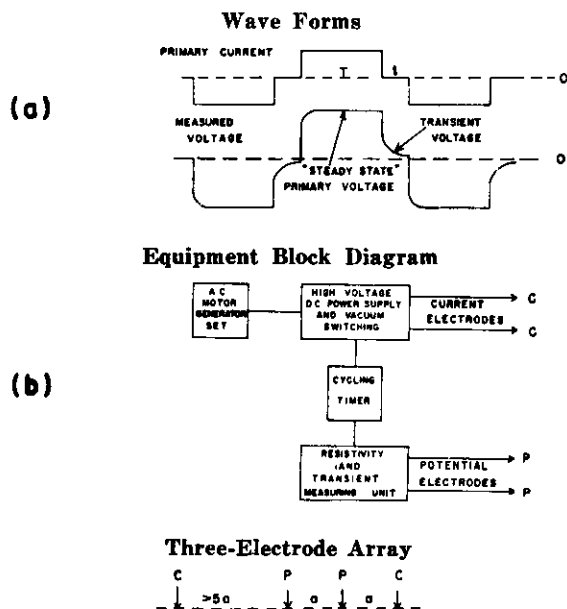 Wave Forms
PRIMARY CURRENT
T t
O
(a)
MEASURED
VOLTAGE
TRANSIENT
VOLTAGE
O
"STEADY STATE"
PRIMARY VOLTAGE
Equipment Block Diagram
A C
MOTOR
GENERATOR
SET
HIGH VOLTAGE
DC POWER SUPPLY
AND VACUUM
SWITCHING
CURRENT
ELECTRODES
C
C
(b)
CYCLING
TIMER
RESISTIVITY
AND
TRANSIENT
MEASURING UNIT
POTENTIAL
ELECTRODES
P
P
Three-Electrode Array
C P P C
>5a a a